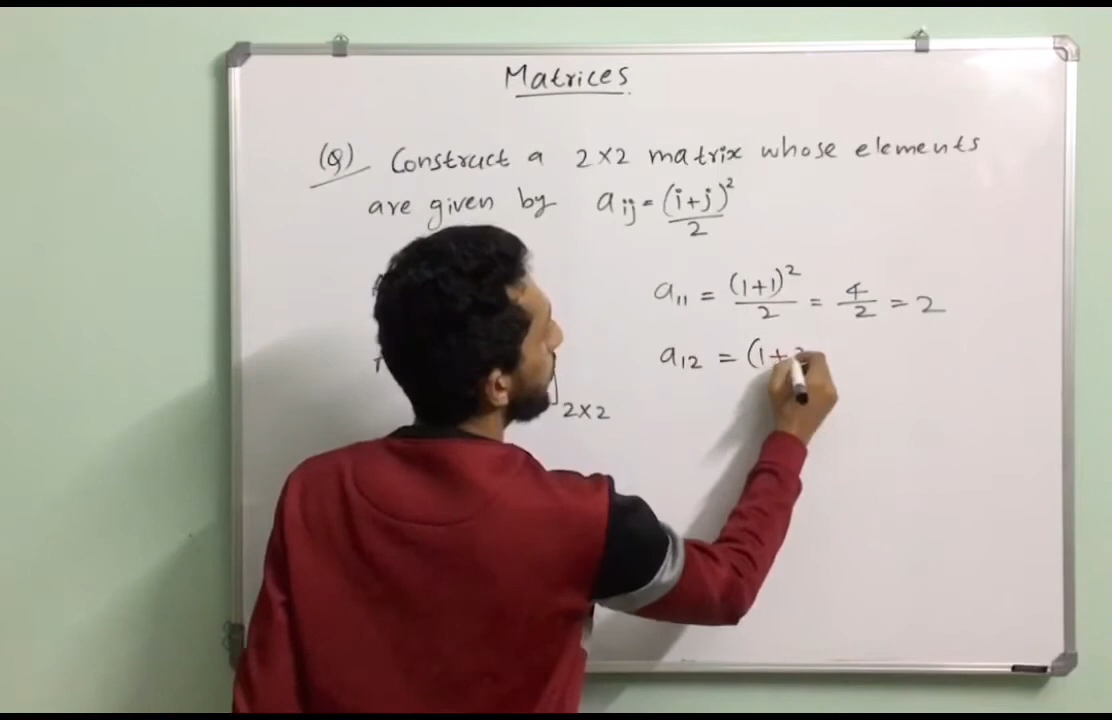 Matrices
(Q) Construct a 2×2 matrix whose elements
are given by a ij = (i+j)² / 2
a₁₁ = (1+1)² / 2 = 4/2 = 2
a₁₂ = (1+
2×2